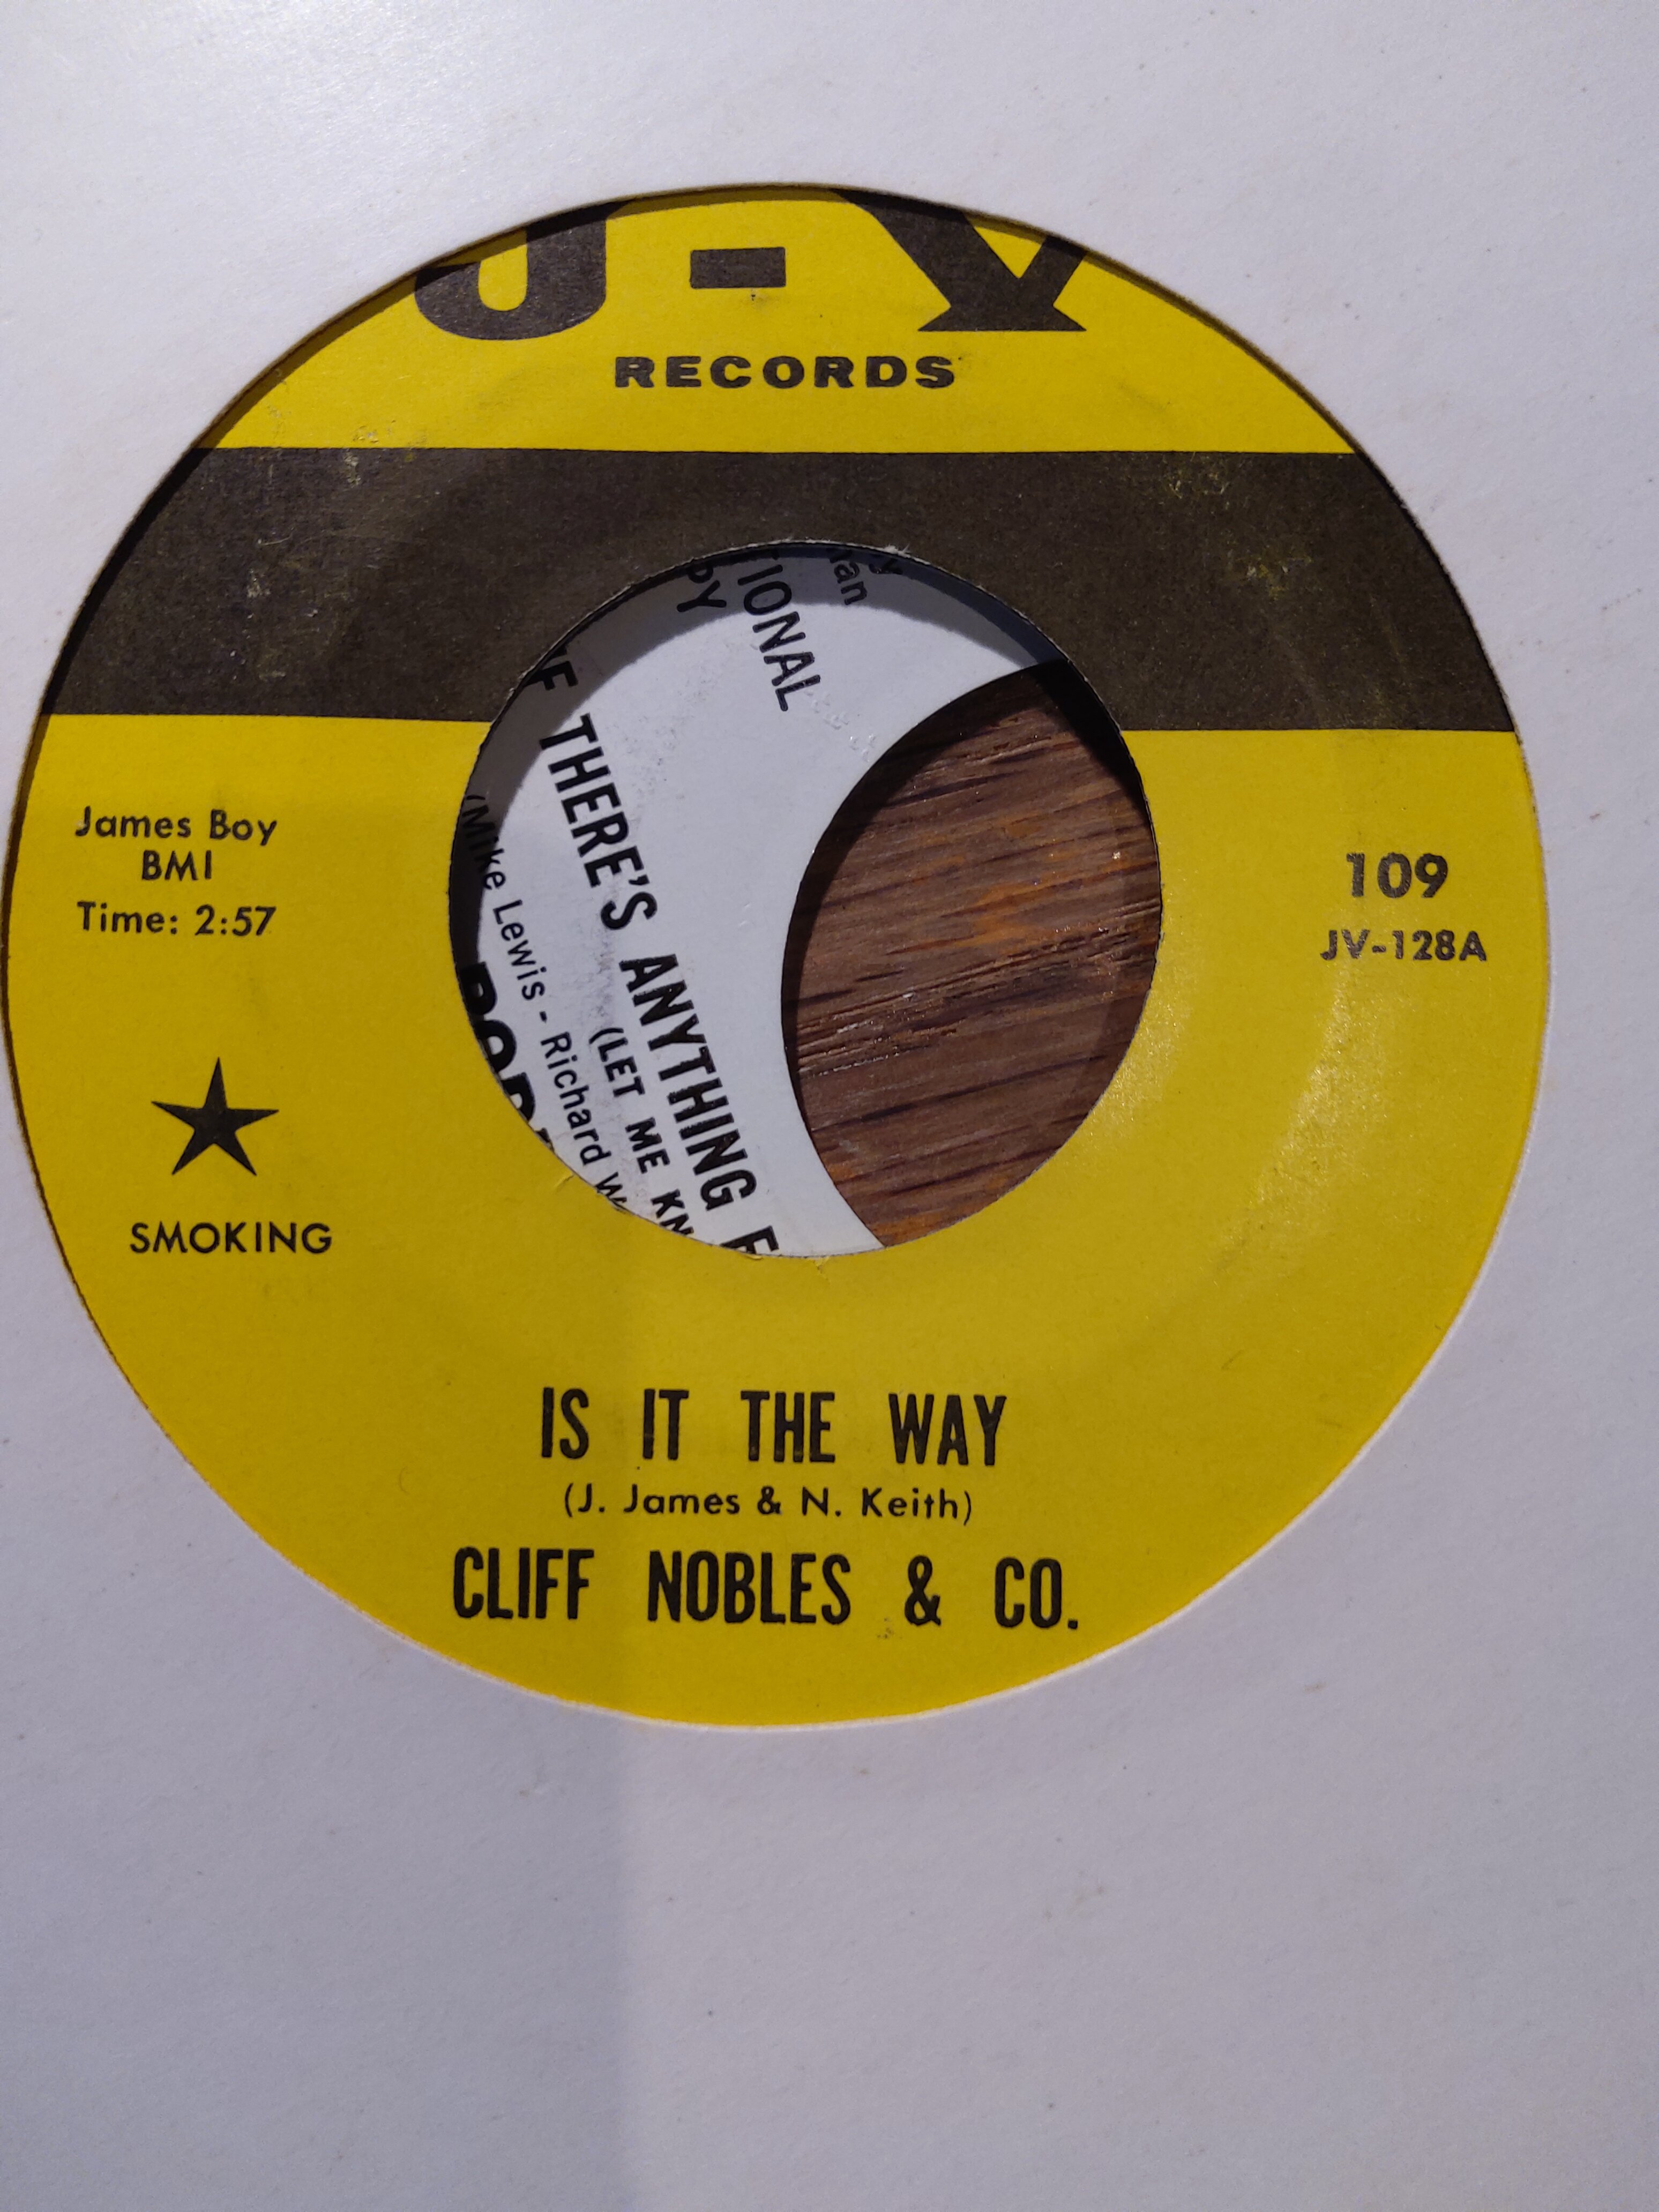 J-V
RECORDS
James Boy
BMI
Time: 2:57
109
JV-128A
SMOKING
IS IT THE WAY
(J. James & N. Keith)
CLIFF NOBLES & CO.
THERE'S ANYTHING
(LET ME
Mike Lewis - Richard